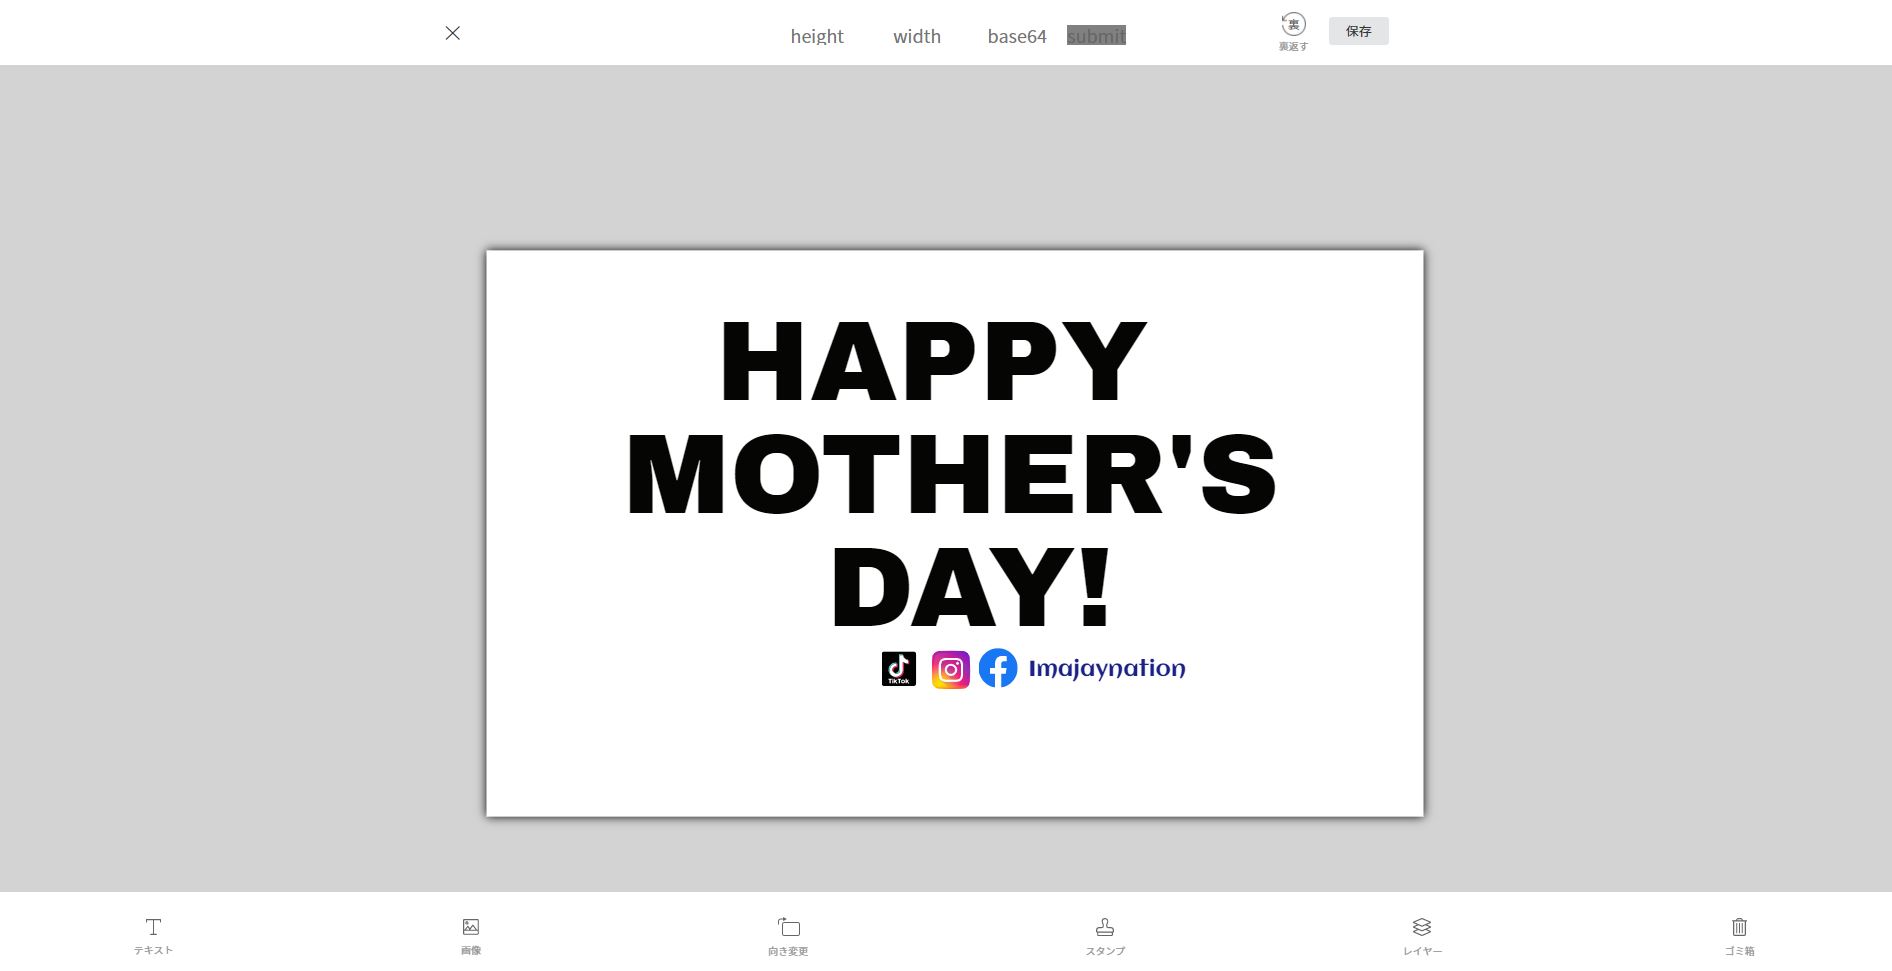 height width base64 submit
裏
裏返す
保存
HAPPY
MOTHER'S
DAY!
TikTok
Imajaynation
テキスト 画像 向き変更 スタンプ レイヤー ゴミ箱